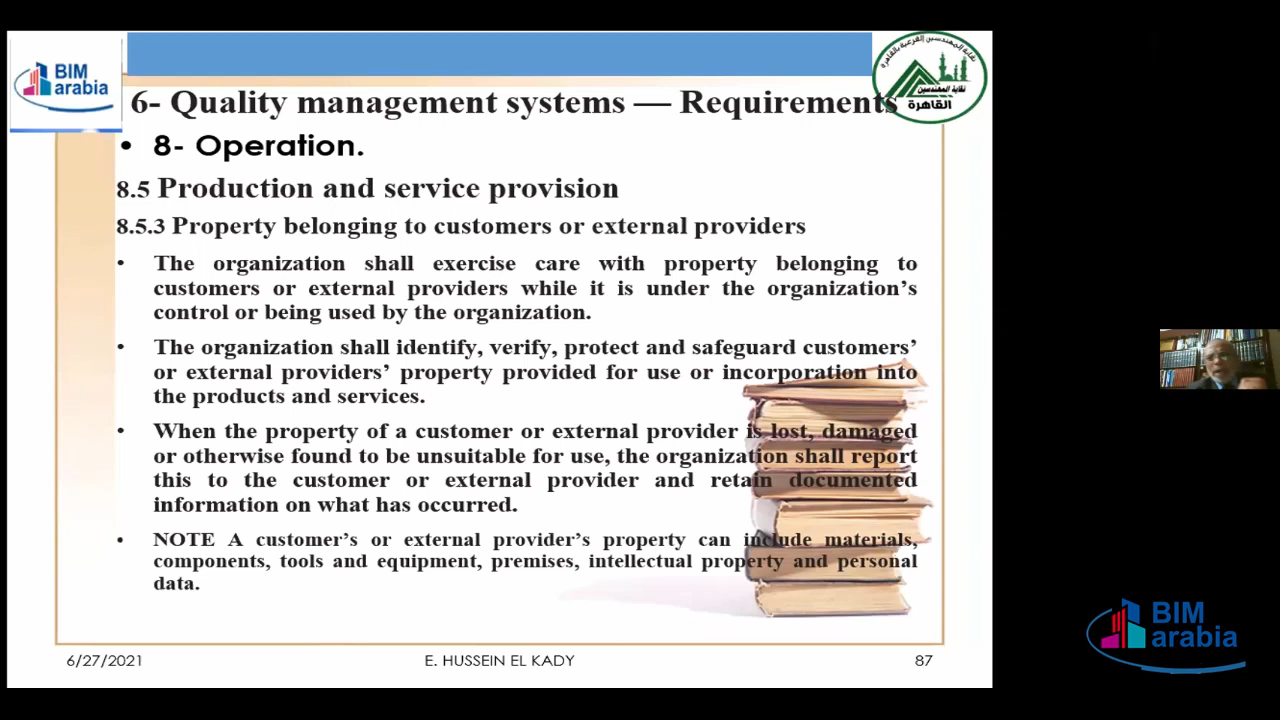 BIM
arabia
نقابة المهندسين الفرعية بالقاهرة
نقابة المهندسين
القاهرة
6- Quality management systems — Requirements
• 8- Operation.
8.5 Production and service provision
8.5.3 Property belonging to customers or external providers
• The organization shall exercise care with property belonging to
customers or external providers while it is under the organization's
control or being used by the organization.
• The organization shall identify, verify, protect and safeguard customers'
or external providers' property provided for use or incorporation into
the products and services.
• When the property of a customer or external provider is lost, damaged
or otherwise found to be unsuitable for use, the organization shall report
this to the customer or external provider and retain documented
information on what has occurred.
• NOTE A customer's or external provider's property can include materials,
components, tools and equipment, premises, intellectual property and personal
data.
6/27/2021
E. HUSSEIN EL KADY
87
BIM
arabia